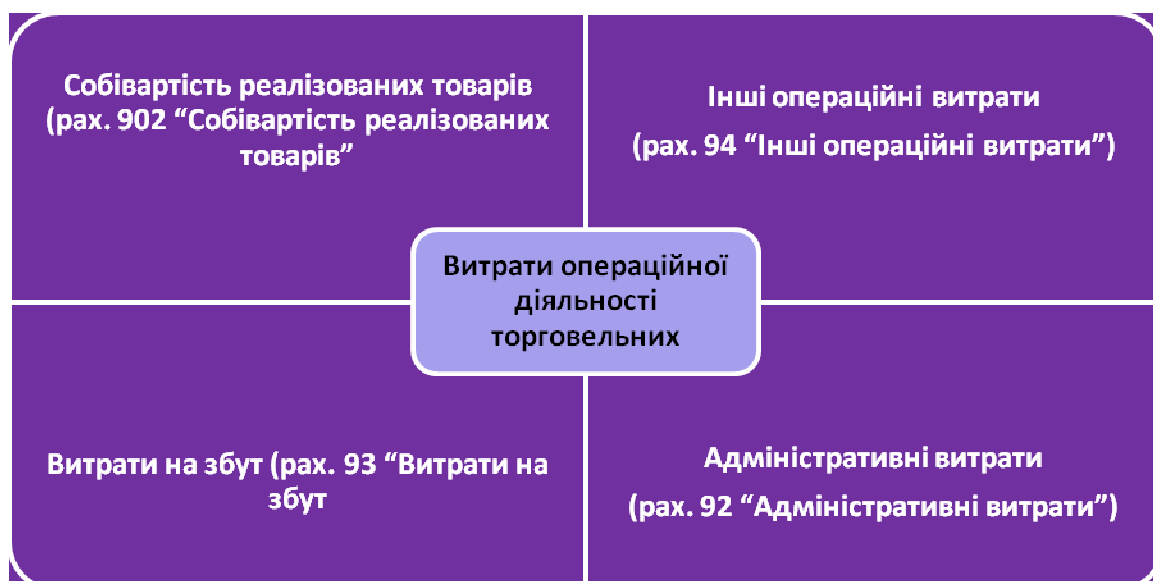 Собівартість реалізованих товарів
(рах. 902 “Собівартість реалізованих
товарів”
Інші операційні витрати
(рах. 94 “Інші операційні витрати”)
Витрати операційної
діяльності
торговельних
Витрати на збут (рах. 93 “Витрати на
збут
Адміністративні витрати
(рах. 92 “Адміністративні витрати”)